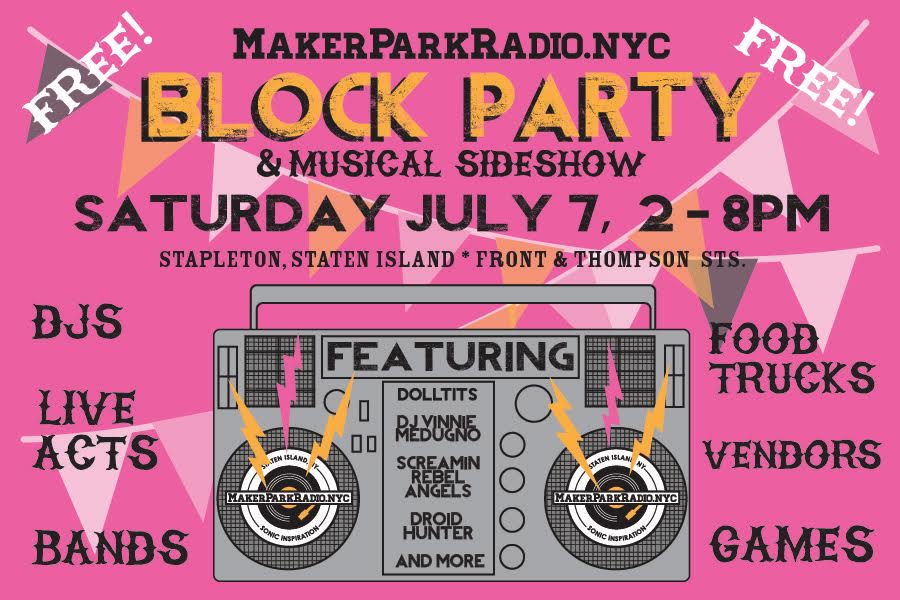 FREE!
FREE!
MAKERPARKRADIO.NYC
BLOCK PARTY
& MUSICAL SIDESHOW
SATURDAY JULY 7, 2-8PM
STAPLETON, STATEN ISLAND * FRONT & THOMPSON STS.
DJS
LIVE
ACTS
BANDS
FEATURING
DOLLTITS
DJ VINNIE
MEDUGNO
SCREAMIN
REBEL
ANGELS
DROID
HUNTER
AND MORE
STATEN ISLAND NY
MAKERPARKRADIO.NYC
SONIC INSPIRATION
STATEN ISLAND NY
MAKERPARKRADIO.NYC
SONIC INSPIRATION
FOOD
TRUCKS
VENDORS
GAMES